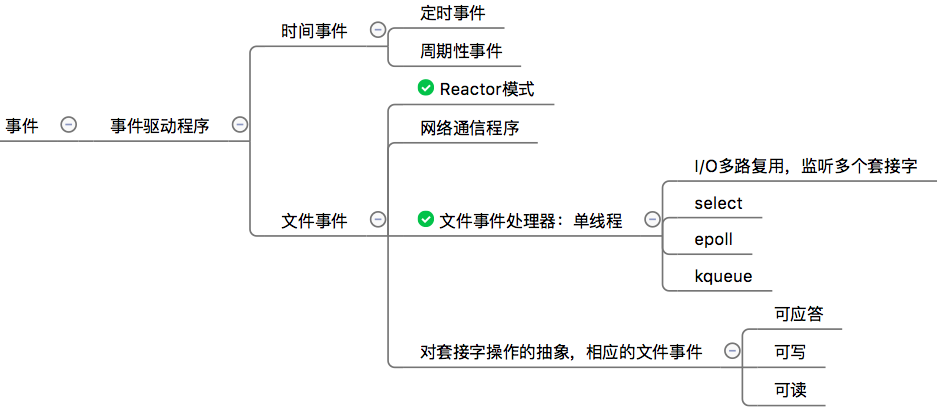 事件
事件驱动程序
时间事件
定时事件
周期性事件
文件事件
Reactor模式
网络通信程序
文件事件处理器：单线程
I/O多路复用，监听多个套接字
select
epoll
kqueue
对套接字操作的抽象，相应的文件事件
可应答
可写
可读